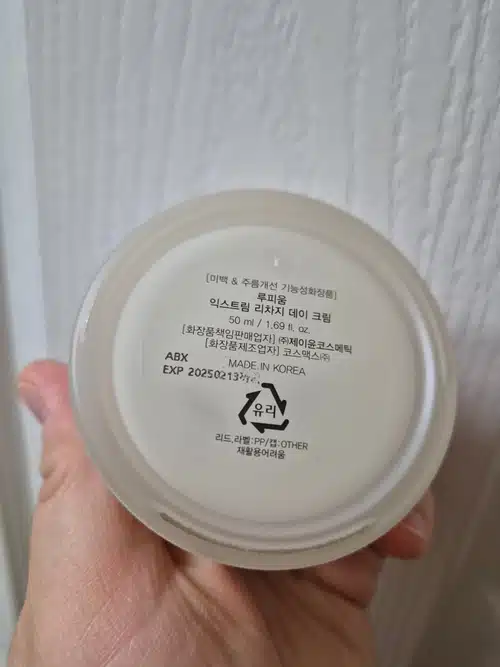 [미백 & 주름개선 기능성화장품]
루피움
익스트림 리차지 데이 크림
50 ml / 1.69 fl. oz.
[화장품책임판매업자] ㈜제이윤코스메틱
[화장품제조업자] 코스맥스㈜
MADE IN KOREA
ABX
EXP 20250213
유리
리드,라벨:PP/캡:OTHER
재활용어려움